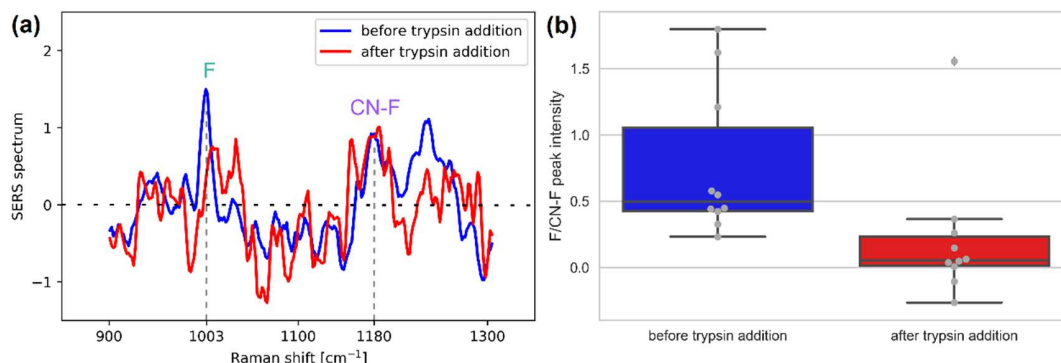 (a)
before trypsin addition
after trypsin addition
F
CN-F
SERS spectrum
2
1
0
−1
900
1003
1100
1180
1300
Raman shift [cm⁻¹]
(b)
F/CN-F peak intensity
1.5
1.0
0.5
0.0
before trypsin addition
after trypsin addition